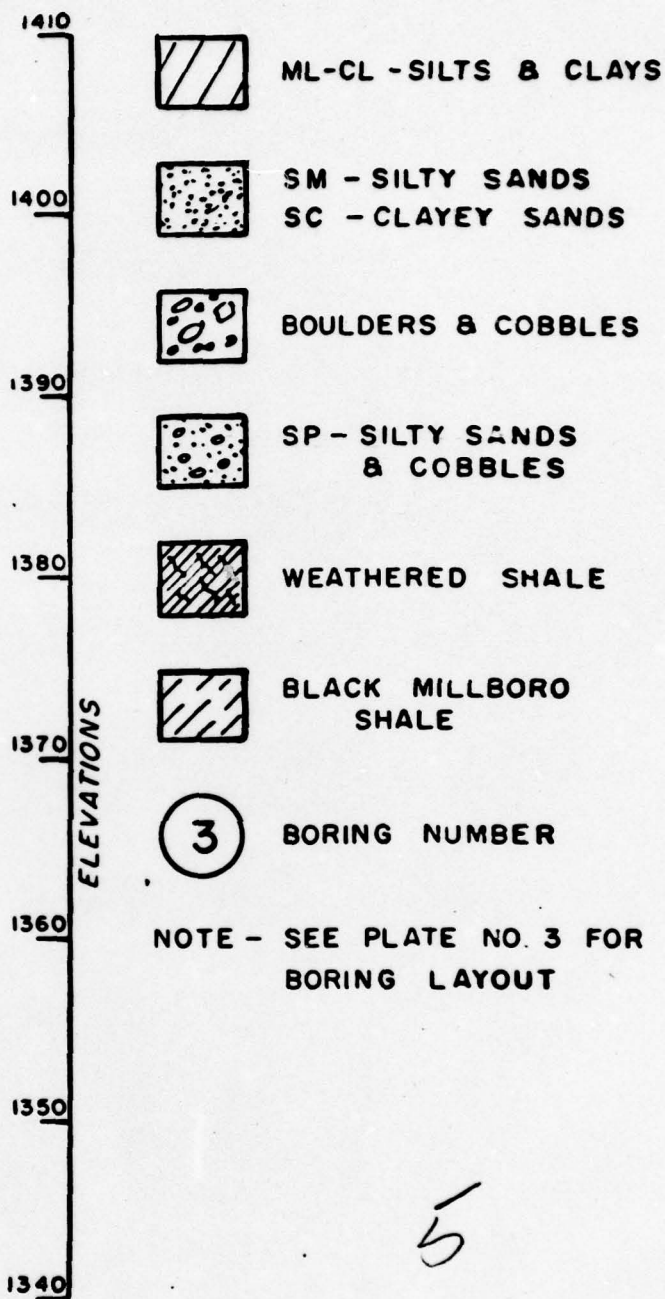 1410
ML-CL - SILTS & CLAYS
SM - SILTY SANDS
1400
SC - CLAYEY SANDS
BOULDERS & COBBLES
1390
SP - SILTY SANDS
& COBBLES
1380
WEATHERED SHALE
BLACK MILLBORO
SHALE
1370
ELEVATIONS
3
BORING NUMBER
1360
NOTE - SEE PLATE NO. 3 FOR
BORING LAYOUT
1350
5
1340